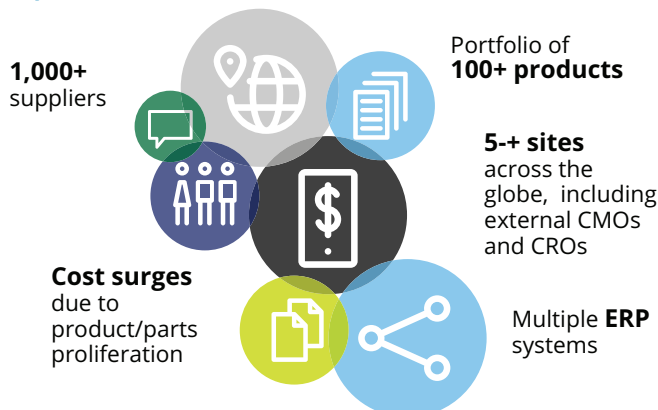 1,000+
suppliers
Portfolio of
100+ products
5-+ sites
across the
globe, including
external CMOs
and CROs
Cost surges
due to
product/parts
proliferation
Multiple ERP
systems
$